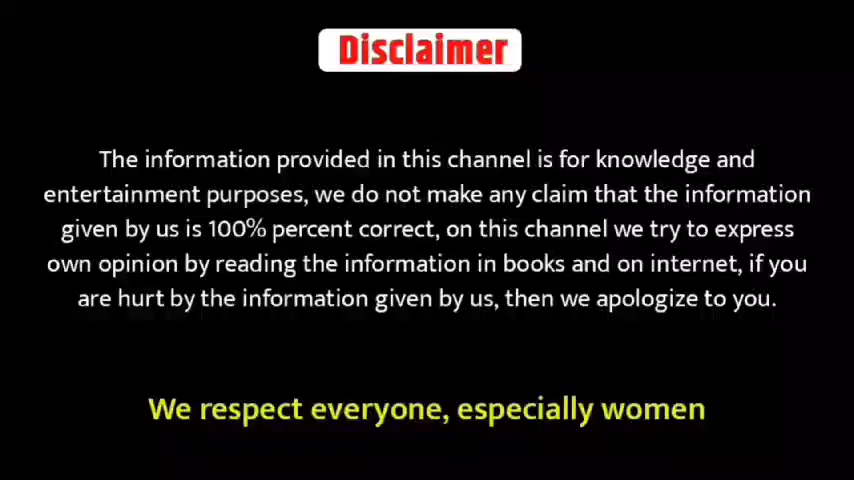 Disclaimer
The information provided in this channel is for knowledge and
entertainment purposes, we do not make any claim that the information
given by us is 100% percent correct, on this channel we try to express
own opinion by reading the information in books and on internet, if you
are hurt by the information given by us, then we apologize to you.
We respect everyone, especially women